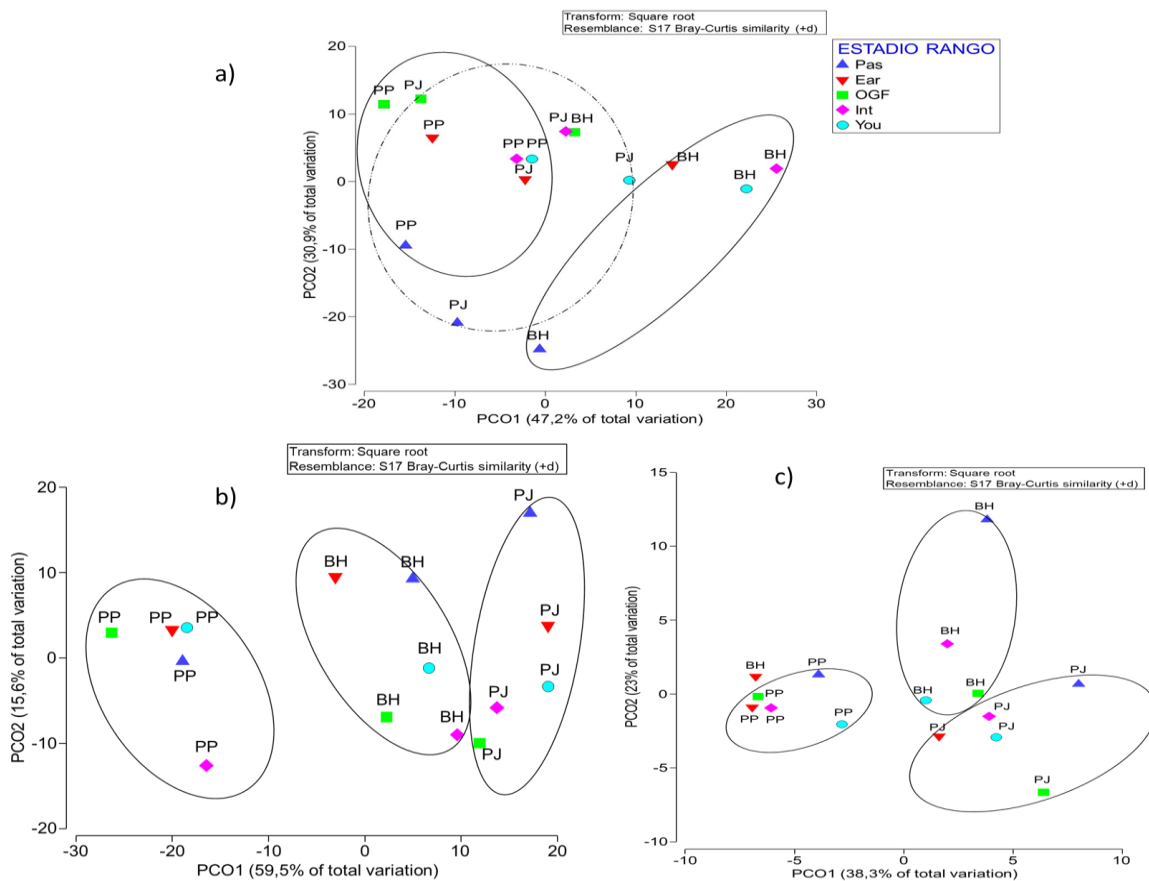 Transform: Square root
Resemblance: S17 Bray-Curtis similarity (+d)
a)
ESTADIO RANGO
Pas
Ear
OGF
Int
You
20
10
0
-10
-20
-30
PCO2 (30,9% of total variation)
PP PJ
PP
PJ BH
PP PP
PJ
PJ
BH
BH
BH
PP
PJ
BH
-20 -10 0 10 20 30
PCO1 (47,2% of total variation)
Transform: Square root
Resemblance: S17 Bray-Curtis similarity (+d)
b)
20
10
0
-10
-20
PCO2 (15,6% of total variation)
PJ
BH
BH
PP
PP
PP
PJ
PP
BH
PJ
BH
PJ
PP
BH
PJ
-30 -20 -10 0 10 20
PCO1 (59,5% of total variation)
c)
Transform: Square root
Resemblance: S17 Bray-Curtis similarity (+d)
15
10
5
0
-5
-10
PCO2 (23% of total variation)
BH
BH
BH
PP
PJ
PP
BH
BH
PP
PP
PP
PJ
PJ
PJ
PJ
-10 -5 0 5 10
PCO1 (38,3% of total variation)